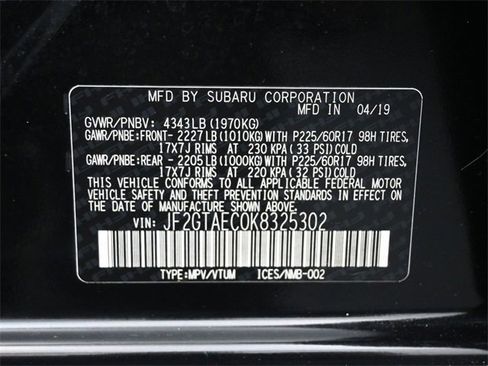 MFD BY SUBARU CORPORATION
MFD IN 04/19
GVWR/PNBV: 4343LB (1970KG)
GAWR/PNBE:FRONT- 2227LB(1010KG)WITH P225/60R17 98H TIRES,
17X7J RIMS AT 230 KPA(33 PSI)COLD
GAWR/PNBE:REAR - 2205LB(1000KG)WITH P225/60R17 98H TIRES,
17X7J RIMS AT 220 KPA(32 PSI)COLD
THIS VEHICLE CONFORMS TO ALL APPLICABLE FEDERAL MOTOR
VEHICLE SAFETY AND THEFT PREVENTION STANDARDS IN EFFECT ON
THE DATE OF MANUFACTURE SHOWN ABOVE.
VIN: JF2GTAEC0K8325302
TYPE:MPV/VTUM ICES/NMB-002